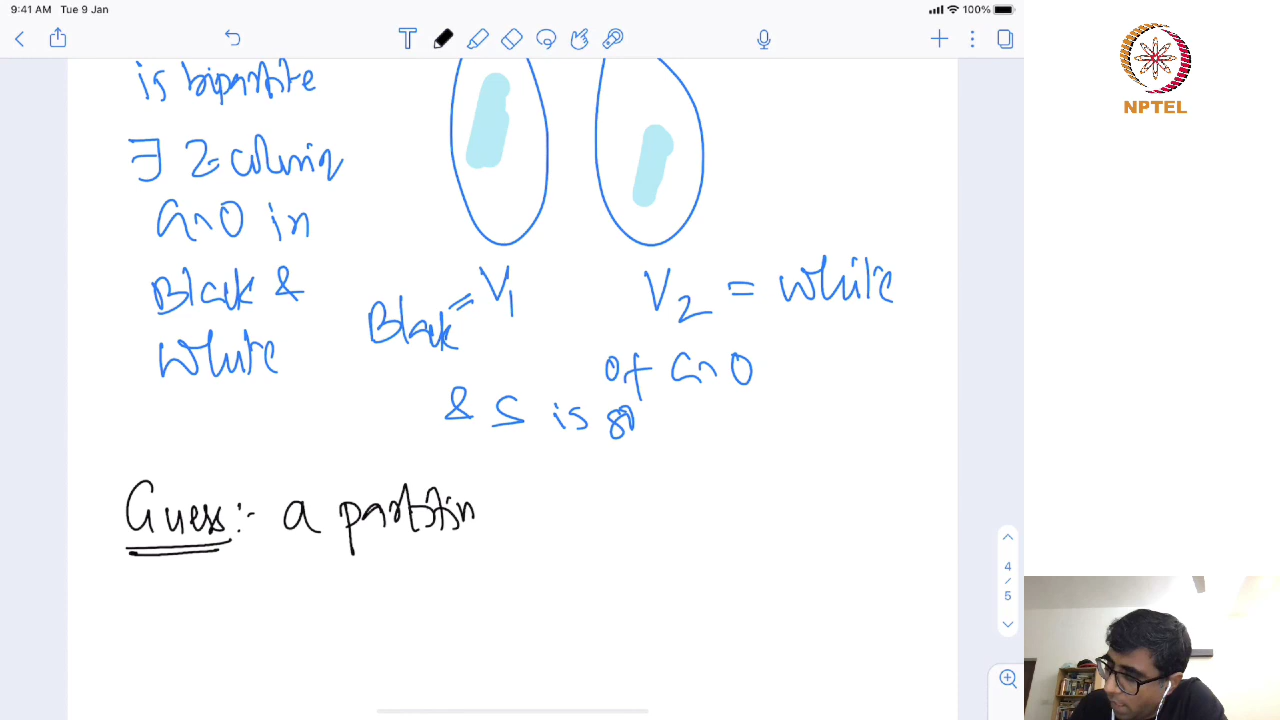 9:41 AM Tue 9 Jan
100%
NPTEL
is bipartite
∃ 2-coloring
G\O in
Black &
White
Black = V1
V2 = White
of G\O
& S is so
Guess:- a partition
4
/
5